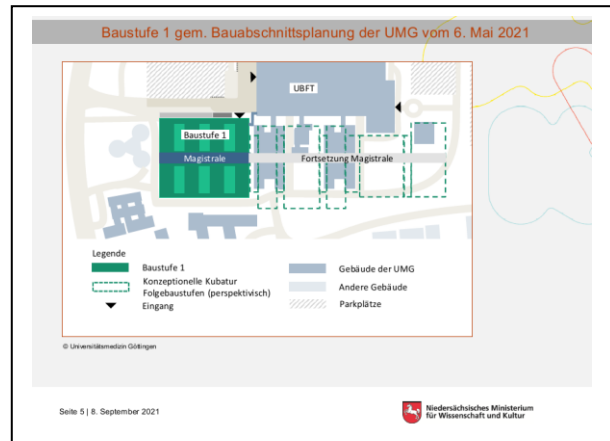 Baustufe 1 gem. Bauabschnittsplanung der UMG vom 6. Mai 2021
UBFT
Baustufe 1
Magistrale
Fortsetzung Magistrale
Legende
Baustufe 1
Konzeptionelle Kubatur
Folgebaustufen (perspektivisch)
Eingang
Gebäude der UMG
Andere Gebäude
Parkplätze
© Universitätsmedizin Göttingen
Seite 5 | 8. September 2021
Niedersächsisches Ministerium
für Wissenschaft und Kultur